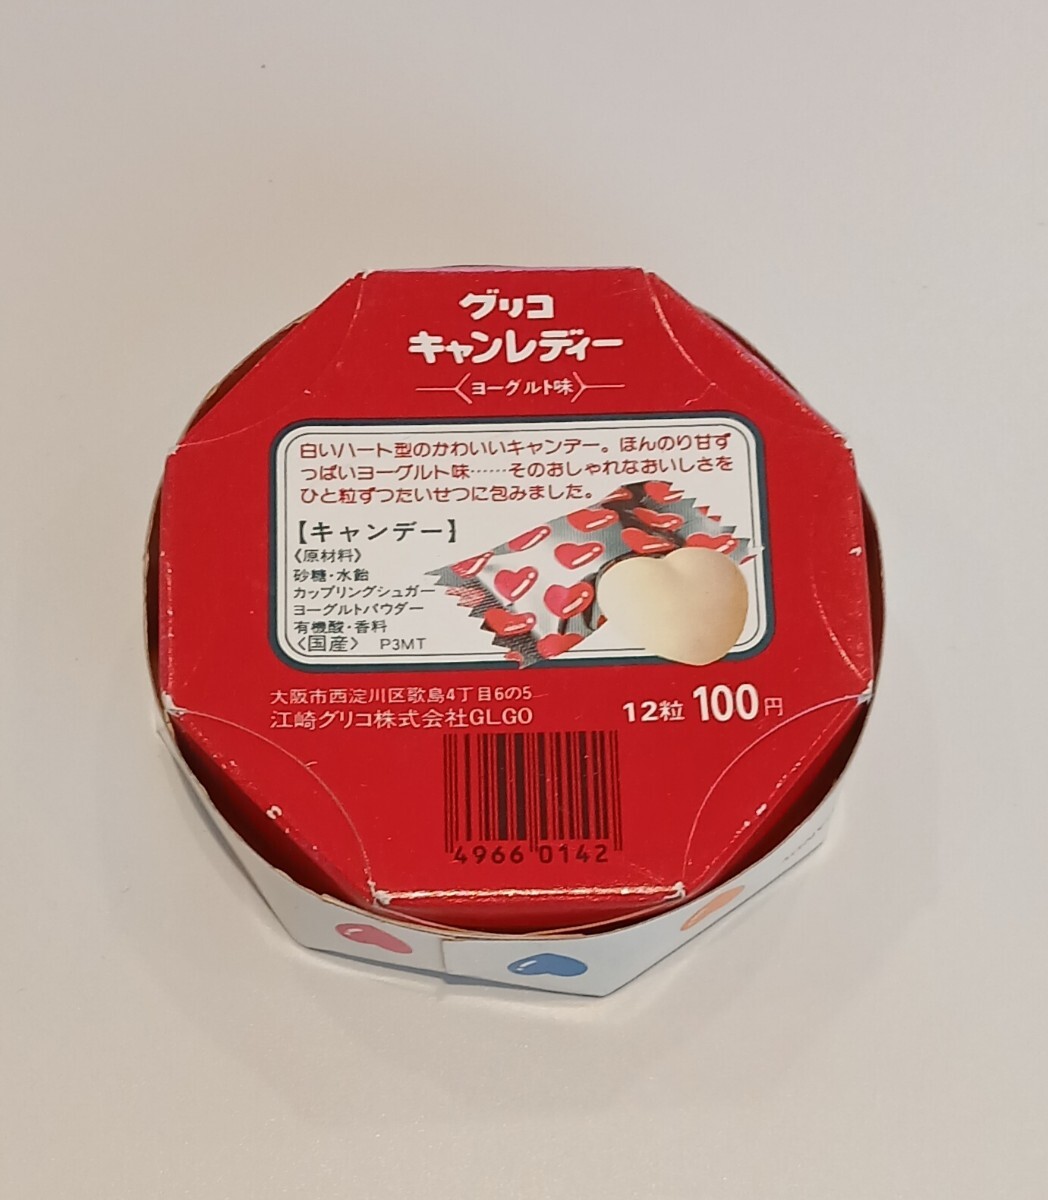 グリコ
キャンレディー
ヨーグルト味
白いハート型のかわいいキャンデー。ほんのり甘ず
っぱいヨーグルト味……そのおしゃれなおいしさを
ひと粒ずつたいせつに包みました。
【キャンデー】
〈原材料〉
砂糖・水飴
カップリングシュガー
ヨーグルトパウダー
有機酸・香料
〈国産〉 P3MT
大阪市西淀川区歌島4丁目6の5
江崎グリコ株式会社GLGO
12粒 100円
4966 0142